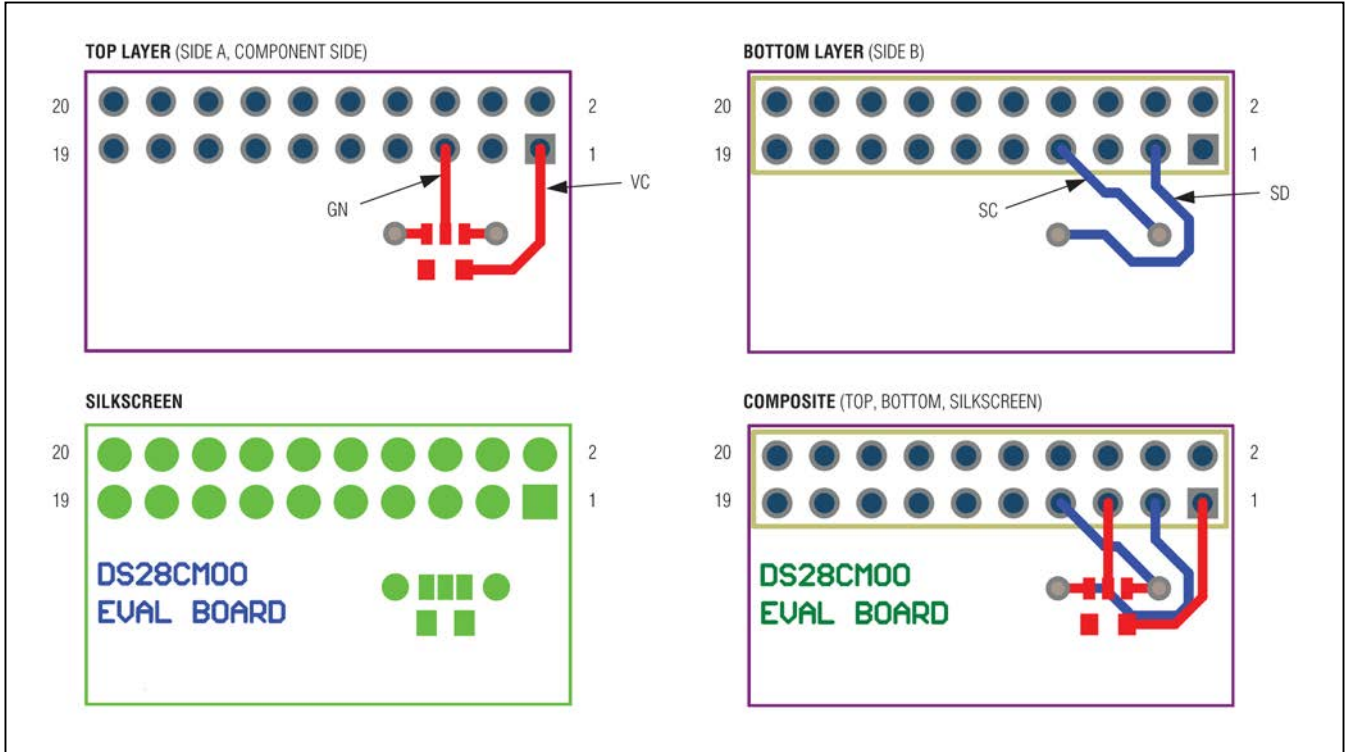 TOP LAYER (SIDE A, COMPONENT SIDE)
20
2
19
1
GN
VC
BOTTOM LAYER (SIDE B)
20
2
19
1
SC
SD
SILKSCREEN
20
2
19
1
DS28CM00
EVAL BOARD
COMPOSITE (TOP, BOTTOM, SILKSCREEN)
20
2
19
1
DS28CM00
EVAL BOARD